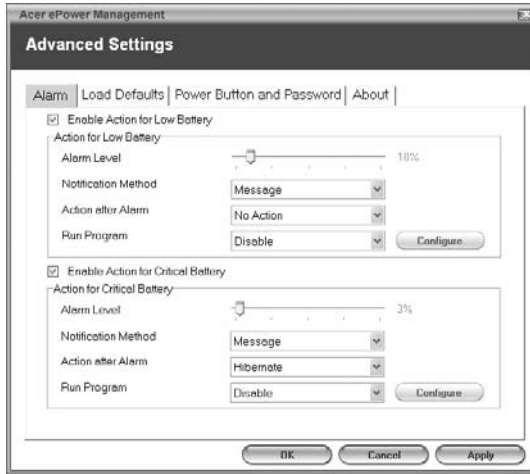 Acer ePower Management
Advanced Settings
Alarm Load Defaults Power Button and Password About
Enable Action for Low Battery
Action for Low Battery
Alarm Level 10%
Notification Method Message
Action after Alarm No Action
Run Program Disable Configure
Enable Action for Critical Battery
Action for Critical Battery
Alarm Level 3%
Notification Method Message
Action after Alarm Hibernate
Run Program Disable Configure
OK Cancel Apply